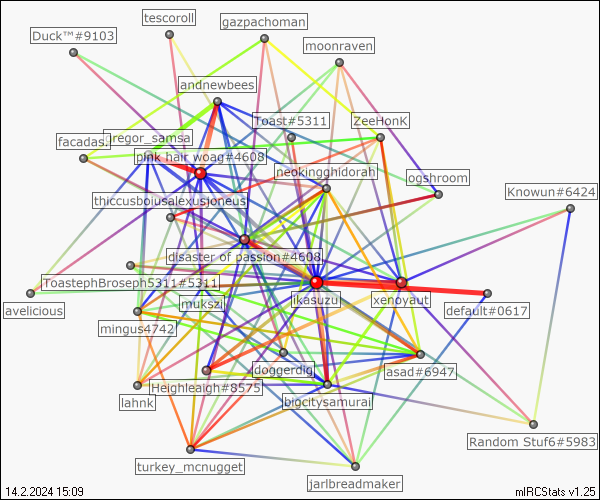 tescoroll
gazpachoman
Duck™#9103
moonraven
andnewbees
Toast#5311
ZeeHonK
facadas.
gregor_samsa
pink hair woag#4608
neokingghidorah
ogshroom
Knowun#6424
thiccusbousalexusjoneus
disaster of passion#4608
ToastephBroseph5311#5311
mukszi
ikasuzu
xenoyaut
avelicious
default#0617
mingus4742
doggerdig
asad#6947
Heighleaigh#8575
lahnk
bigcitysamurai
Random Stuf6#5983
turkey_mcnugget
jarlbreadmaker
14.2.2024 15:09
mIRCStats v1.25